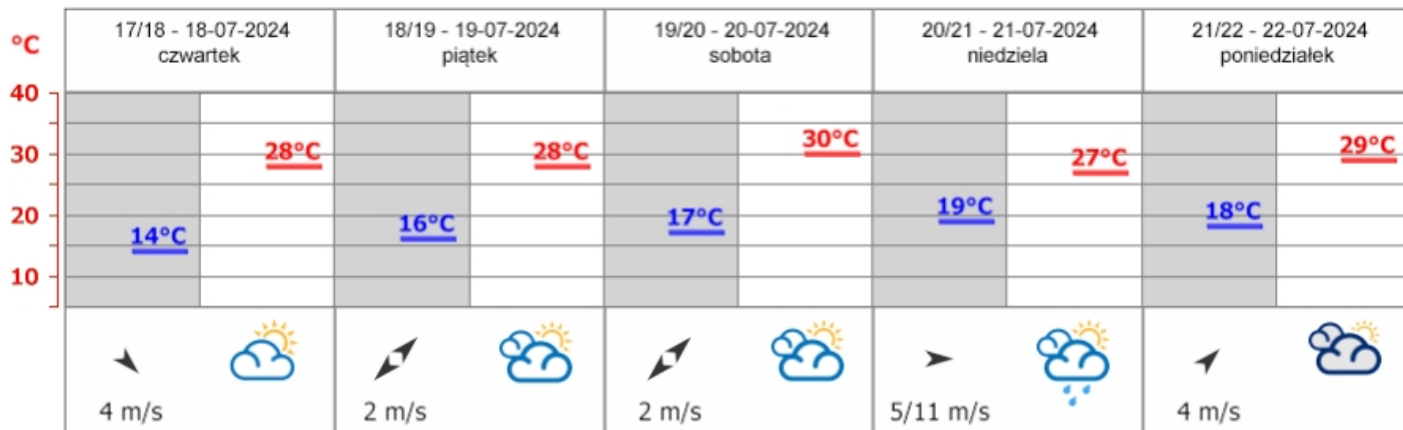 °C
17/18 - 18-07-2024
czwartek
18/19 - 19-07-2024
piątek
19/20 - 20-07-2024
sobota
20/21 - 21-07-2024
niedziela
21/22 - 22-07-2024
poniedziałek
40
30
20
10
14°C
28°C
16°C
28°C
17°C
30°C
19°C
27°C
18°C
29°C
4 m/s
2 m/s
2 m/s
5/11 m/s
4 m/s